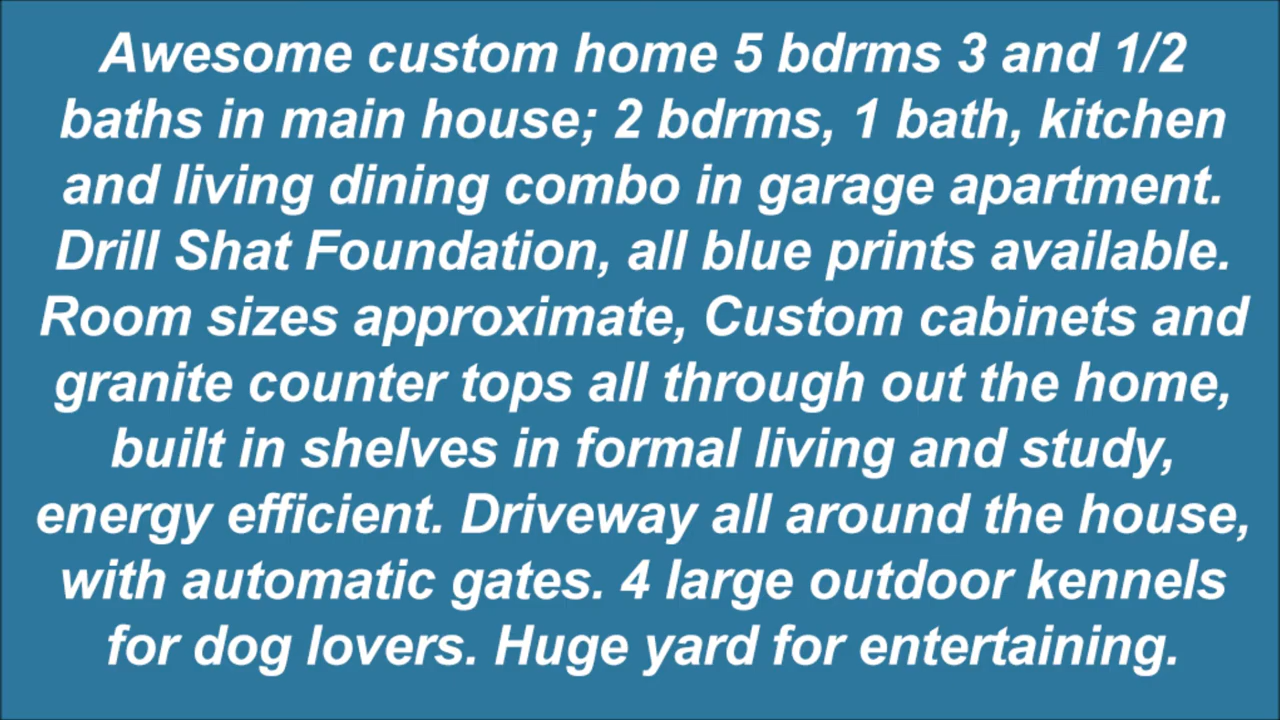 Awesome custom home 5 bdrms 3 and 1/2
baths in main house; 2 bdrms, 1 bath, kitchen
and living dining combo in garage apartment.
Drill Shat Foundation, all blue prints available.
Room sizes approximate, Custom cabinets and
granite counter tops all through out the home,
built in shelves in formal living and study,
energy efficient. Driveway all around the house,
with automatic gates. 4 large outdoor kennels
for dog lovers. Huge yard for entertaining.